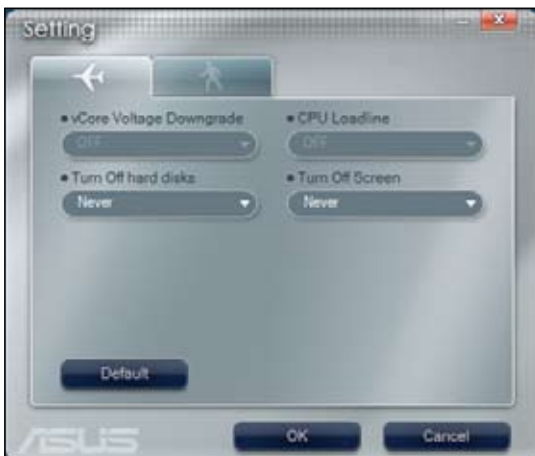 Setting
vCore Voltage Downgrade
OFF
CPU Loadline
OFF
Turn Off hard disks
Never
Turn Off Screen
Never
Default
ASUS
OK
Cancel